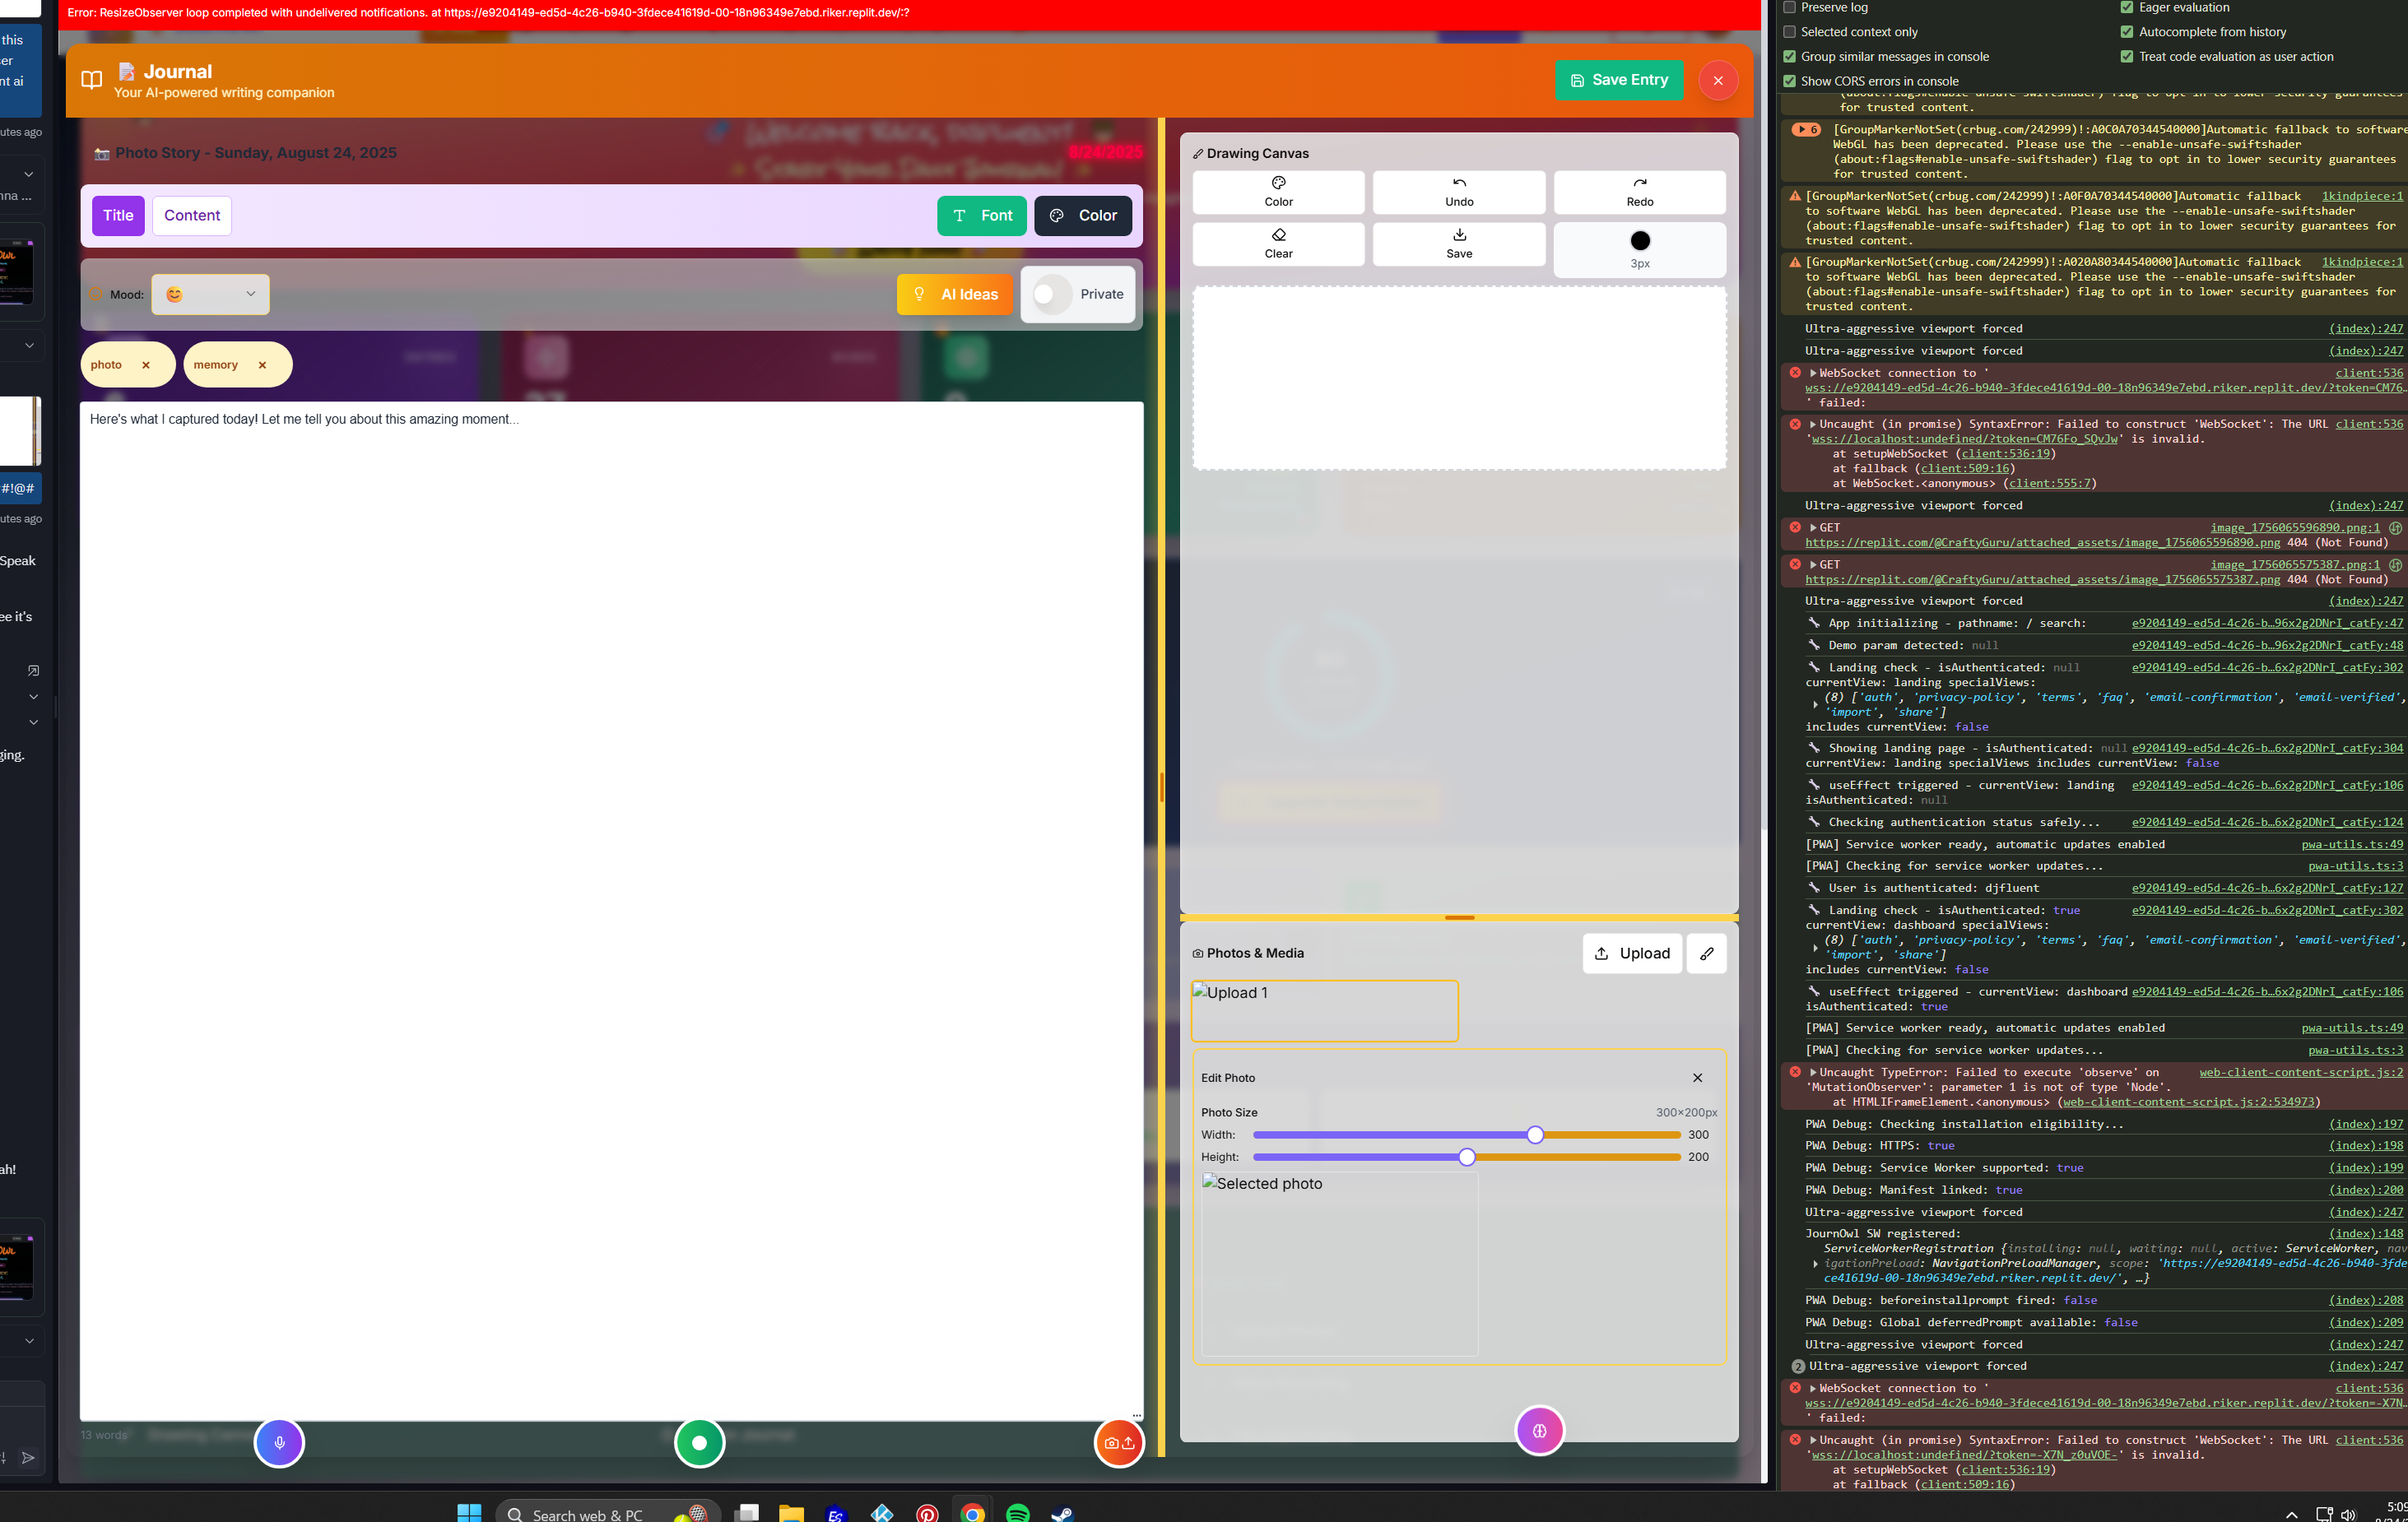 Error: ResizeObserver loop completed with undelivered notifications. at https://e9204149-ed5d-4c26-b940-3fdece41619d-00-18n96349e7ebd.riker.replit.dev/:?
this
er
nt ai
utes ago
nna ...
#!@#
utes ago
Speak
ee it's
ging.
ah!
Journal
Your AI-powered writing companion
Save Entry
Photo Story - Sunday, August 24, 2025
8/24/2025
Title
Content
Font
Color
Mood:
AI Ideas
Private
photo
memory
Here's what I captured today! Let me tell you about this amazing moment...
13 words
Drawing Canvas
Color
Undo
Redo
Clear
Save
3px
Photos & Media
Upload
Upload 1
Edit Photo
Photo Size
300×200px
Width:
300
Height:
200
Selected photo
Search web & PC
5:09
Preserve log
Eager evaluation
Selected context only
Autocomplete from history
Group similar messages in console
Treat code evaluation as user action
Show CORS errors in console
for trusted content.
6 [GroupMarkerNotSet(crbug.com/242999)!:A0C0A70344540000]Automatic fallback to software
WebGL has been deprecated. Please use the --enable-unsafe-swiftshader
(about:flags#enable-unsafe-swiftshader) flag to opt in to lower security guarantees
for trusted content.
[GroupMarkerNotSet(crbug.com/242999)!:A0F0A70344540000]Automatic fallback 1kindpiece:1
to software WebGL has been deprecated. Please use the --enable-unsafe-swiftshader
(about:flags#enable-unsafe-swiftshader) flag to opt in to lower security guarantees for
trusted content.
[GroupMarkerNotSet(crbug.com/242999)!:A020A80344540000]Automatic fallback 1kindpiece:1
to software WebGL has been deprecated. Please use the --enable-unsafe-swiftshader
(about:flags#enable-unsafe-swiftshader) flag to opt in to lower security guarantees for
trusted content.
Ultra-aggressive viewport forced (index):247
Ultra-aggressive viewport forced (index):247
WebSocket connection to ' client:536
wss://e9204149-ed5d-4c26-b940-3fdece41619d-00-18n96349e7ebd.riker.replit.dev/?token=CM76…
' failed:
Uncaught (in promise) SyntaxError: Failed to construct 'WebSocket': The URL client:536
'wss://localhost:undefined/?token=CM76Fo_SQvJw' is invalid.
at setupWebSocket (client:536:19)
at fallback (client:509:16)
at WebSocket.<anonymous> (client:555:7)
Ultra-aggressive viewport forced (index):247
GET image_1756065596890.png:1
https://replit.com/@CraftyGuru/attached_assets/image_1756065596890.png 404 (Not Found)
GET image_1756065575387.png:1
https://replit.com/@CraftyGuru/attached_assets/image_1756065575387.png 404 (Not Found)
Ultra-aggressive viewport forced (index):247
App initializing - pathname: / search: e9204149-ed5d-4c26-b…96x2g2DNrI_catFy:47
Demo param detected: null e9204149-ed5d-4c26-b…96x2g2DNrI_catFy:48
Landing check - isAuthenticated: null e9204149-ed5d-4c26-b…6x2g2DNrI_catFy:302
currentView: landing specialViews:
(8) ['auth', 'privacy-policy', 'terms', 'faq', 'email-confirmation', 'email-verified',
'import', 'share']
includes currentView: false
Showing landing page - isAuthenticated: null e9204149-ed5d-4c26-b…6x2g2DNrI_catFy:304
currentView: landing specialViews includes currentView: false
useEffect triggered - currentView: landing e9204149-ed5d-4c26-b…6x2g2DNrI_catFy:106
isAuthenticated: null
Checking authentication status safely... e9204149-ed5d-4c26-b…6x2g2DNrI_catFy:124
[PWA] Service worker ready, automatic updates enabled pwa-utils.ts:49
[PWA] Checking for service worker updates... pwa-utils.ts:3
User is authenticated: djfluent e9204149-ed5d-4c26-b…6x2g2DNrI_catFy:127
Landing check - isAuthenticated: true e9204149-ed5d-4c26-b…6x2g2DNrI_catFy:302
currentView: dashboard specialViews:
(8) ['auth', 'privacy-policy', 'terms', 'faq', 'email-confirmation', 'email-verified',
'import', 'share']
includes currentView: false
useEffect triggered - currentView: dashboard e9204149-ed5d-4c26-b…6x2g2DNrI_catFy:106
isAuthenticated: true
[PWA] Service worker ready, automatic updates enabled pwa-utils.ts:49
[PWA] Checking for service worker updates... pwa-utils.ts:3
Uncaught TypeError: Failed to execute 'observe' on web-client-content-script.js:2
'MutationObserver': parameter 1 is not of type 'Node'.
at HTMLIFrameElement.<anonymous> (web-client-content-script.js:2:534973)
PWA Debug: Checking installation eligibility... (index):197
PWA Debug: HTTPS: true (index):198
PWA Debug: Service Worker supported: true (index):199
PWA Debug: Manifest linked: true (index):200
Ultra-aggressive viewport forced (index):247
JournOwl SW registered: (index):148
ServiceWorkerRegistration {installing: null, waiting: null, active: ServiceWorker, nav
igationPreload: NavigationPreloadManager, scope: 'https://e9204149-ed5d-4c26-b940-3fde
ce41619d-00-18n96349e7ebd.riker.replit.dev/', …}
PWA Debug: beforeinstallprompt fired: false (index):208
PWA Debug: Global deferredPrompt available: false (index):209
Ultra-aggressive viewport forced (index):247
2 Ultra-aggressive viewport forced (index):247
WebSocket connection to ' client:536
wss://e9204149-ed5d-4c26-b940-3fdece41619d-00-18n96349e7ebd.riker.replit.dev/?token=-X7N…
' failed:
Uncaught (in promise) SyntaxError: Failed to construct 'WebSocket': The URL client:536
'wss://localhost:undefined/?token=-X7N_z0uVOE-' is invalid.
at setupWebSocket (client:536:19)
at fallback (client:509:16)